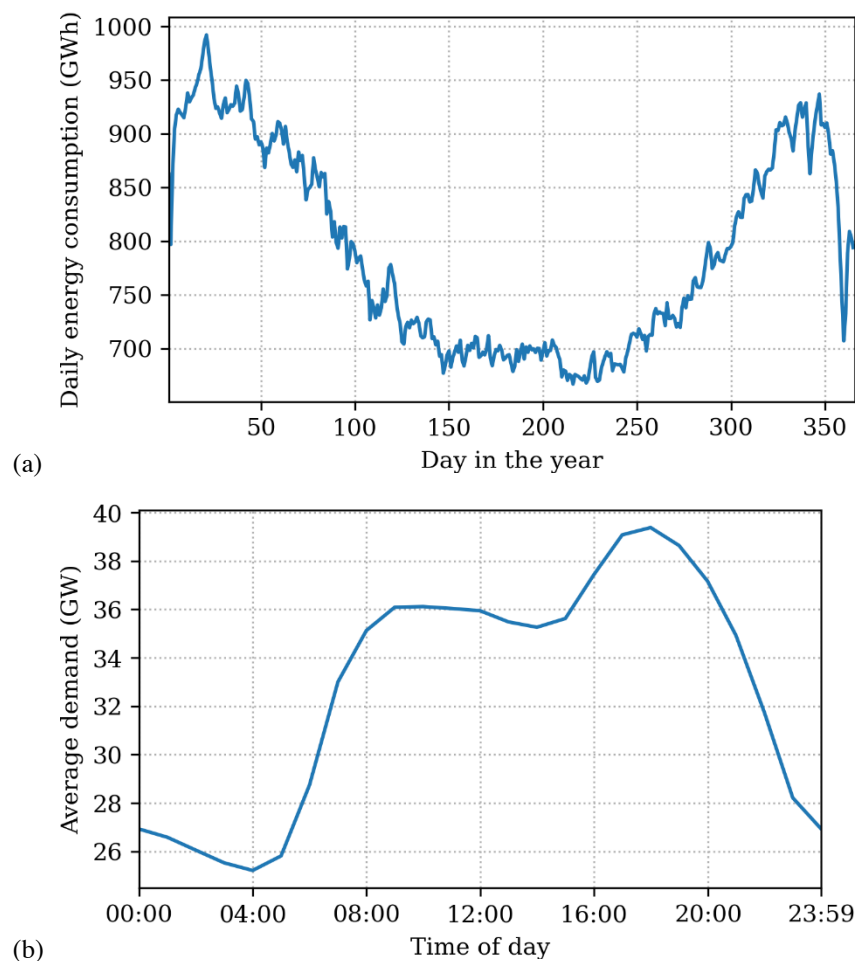 1000
950
900
850
800
750
700
Daily energy consumption (GWh)
50 100 150 200 250 300 350
Day in the year
(a)
40
38
36
34
32
30
28
26
Average demand (GW)
00:00 04:00 08:00 12:00 16:00 20:00 23:59
Time of day
(b)